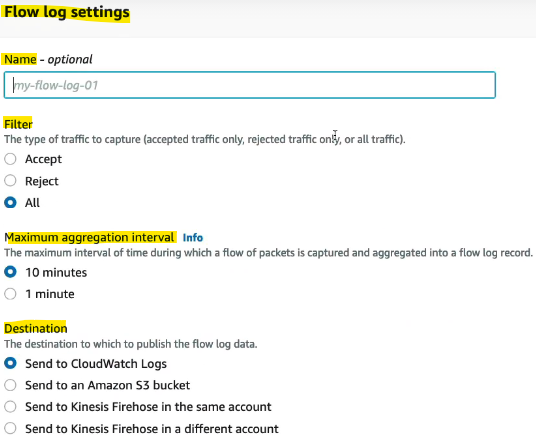 Flow log settings
Name - optional
my-flow-log-01
Filter
The type of traffic to capture (accepted traffic only, rejected traffic only, or all traffic).
Accept
Reject
All
Maximum aggregation interval Info
The maximum interval of time during which a flow of packets is captured and aggregated into a flow log record.
10 minutes
1 minute
Destination
The destination to which to publish the flow log data.
Send to CloudWatch Logs
Send to an Amazon S3 bucket
Send to Kinesis Firehose in the same account
Send to Kinesis Firehose in a different account